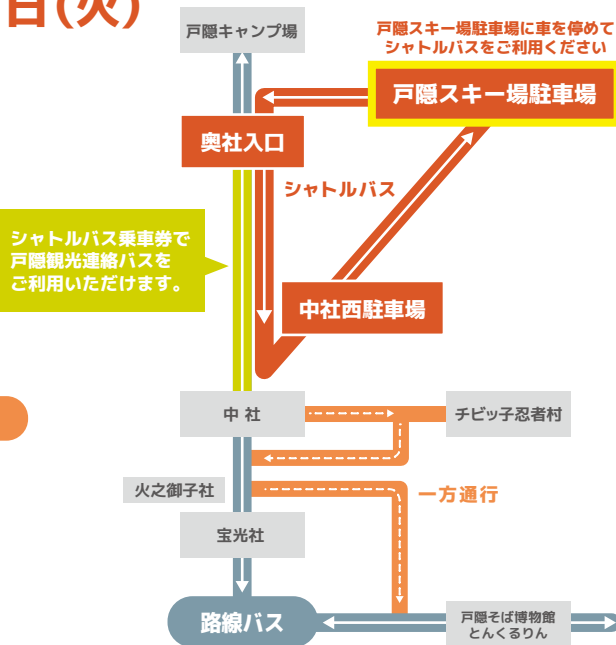 日(火)
戸隠キャンプ場
戸隠スキー場駐車場に車を停めて
シャトルバスをご利用ください
戸隠スキー場駐車場
奥社入口
シャトルバス
シャトルバス乗車券で
戸隠観光連絡バスを
ご利用いただけます。
中社西駐車場
中 社
チビッ子忍者村
火之御子社
一方通行
宝光社
路線バス
戸隠そば博物館
とんくるりん